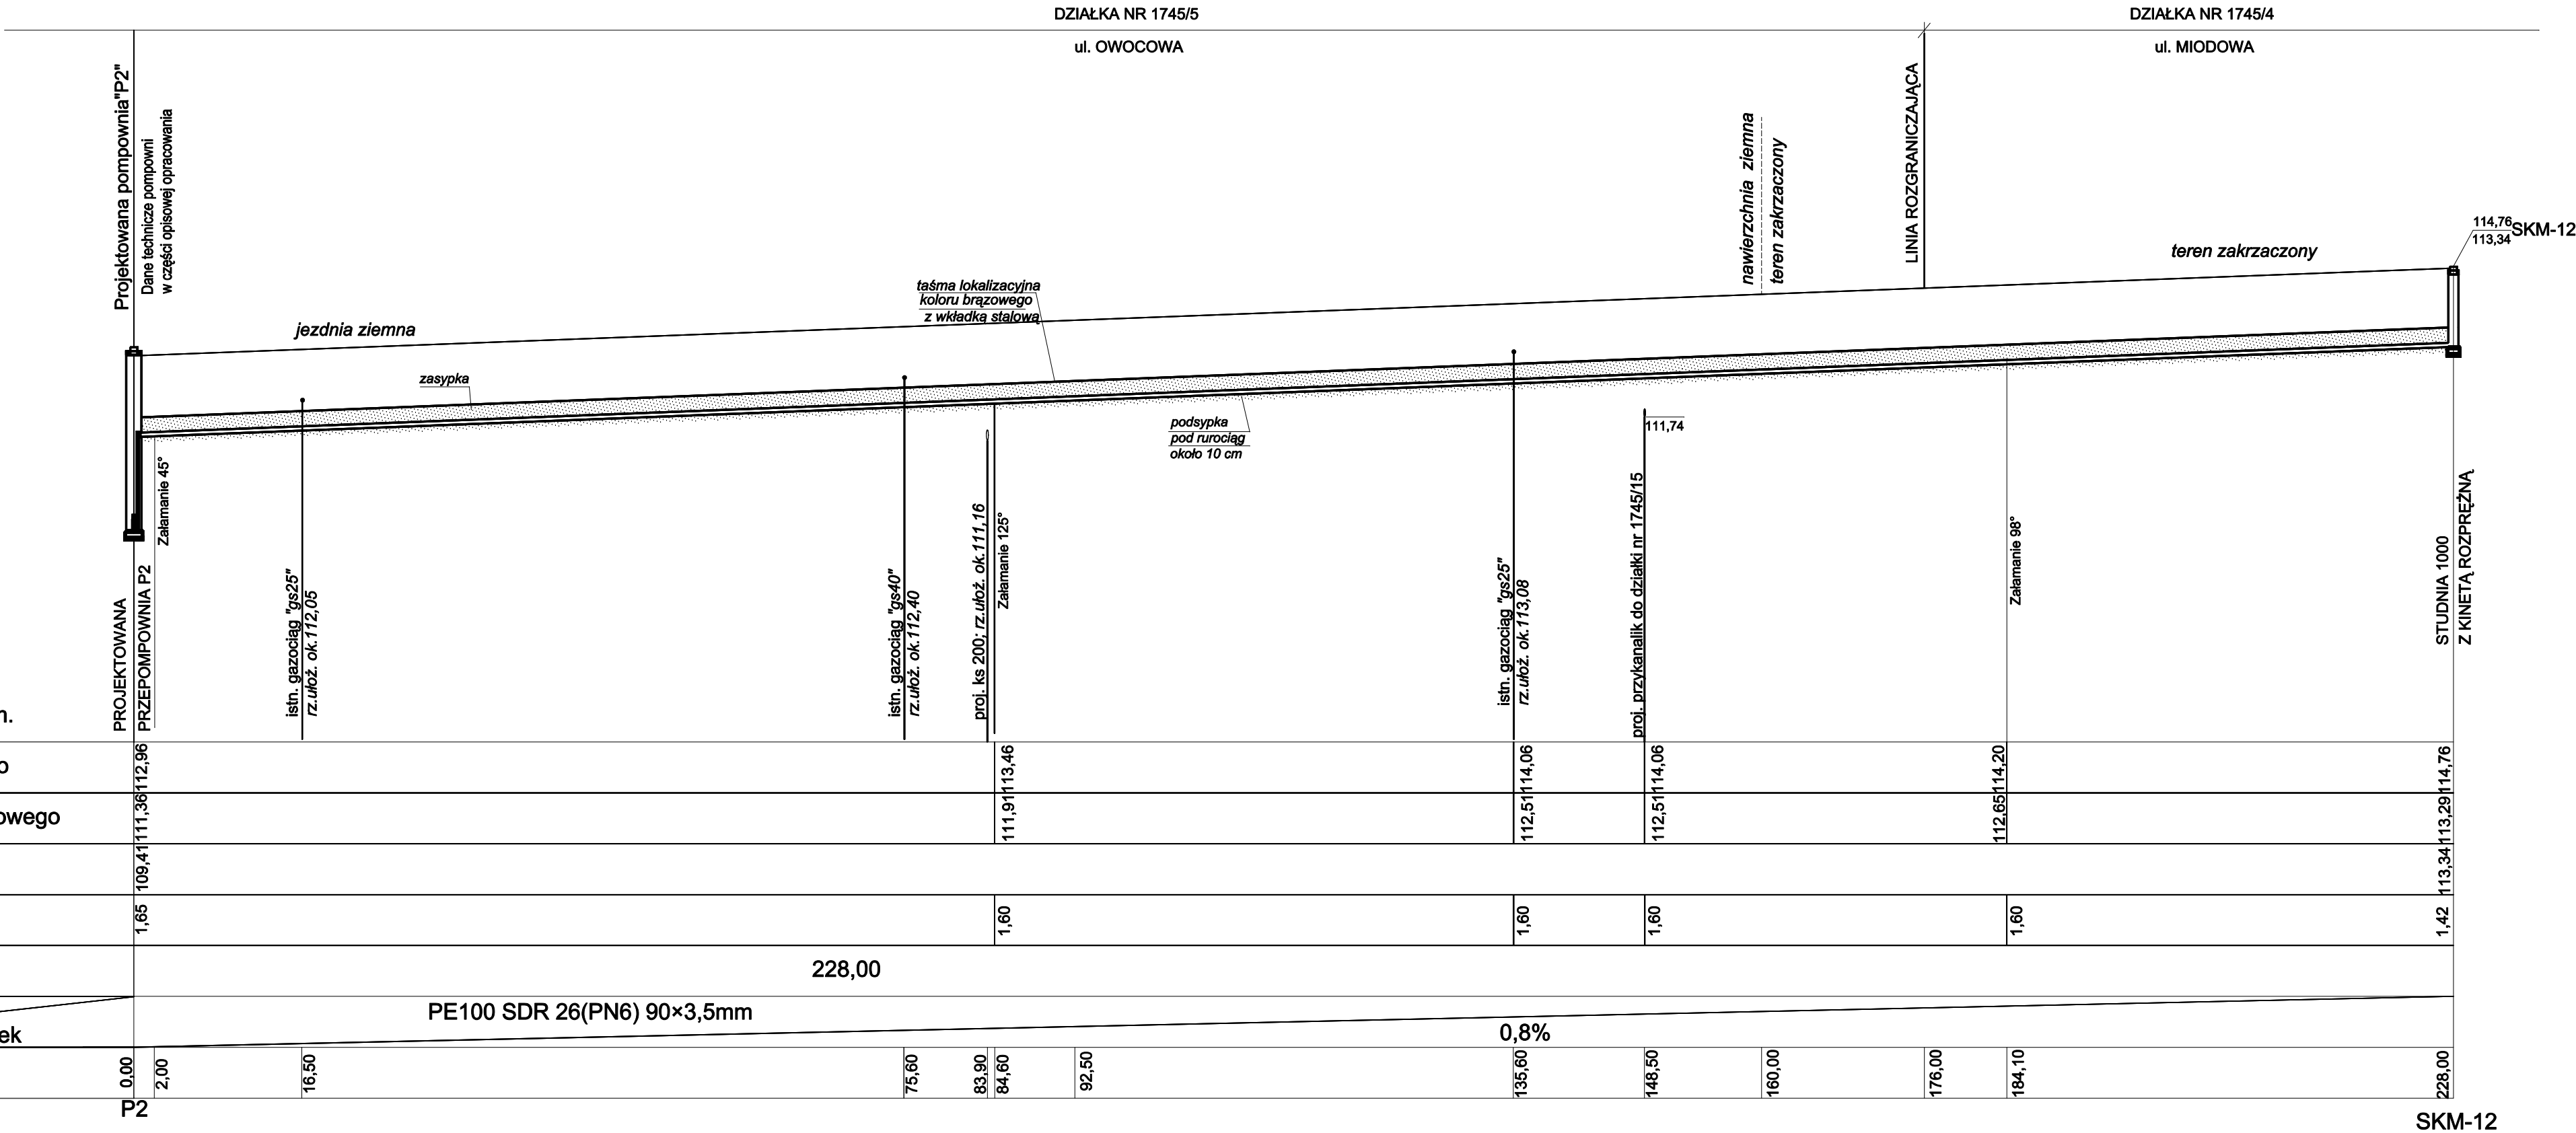 DZIAŁKA NR 1745/5
DZIAŁKA NR 1745/4
ul. OWOCOWA
ul. MIODOWA
Projektowana pompownia"P2"
Dane technicze pompowni
w części opisowej opracowania
nawierzchnia ziemna
teren zakrzaczony
LINIA ROZGRANICZAJĄCA
114,76
113,34
SKM-12
teren zakrzaczony
taśma lokalizacyjna
koloru brązowego
z wkładką stalową
jezdnia ziemna
zasypka
podsypka
pod rurociąg
około 10 cm
111,74
PROJEKTOWANA
PRZEPOMPOWNIA P2
Załamanie 45°
istn. gazociąg "gs25"
rz.ułoż. ok.112,05
istn. gazociąg "gs40"
rz.ułoż. ok.112,40
proj. ks 200; rz.ułoż. ok.111,16
Załamanie 125°
istn. gazociąg "gs25"
rz.ułoż. ok.113,08
proj. przykanalik do działki nr 1745/15
Załamanie 98°
STUDNIA 1000
Z KINETĄ ROZPRĘŻNĄ
n.
o
112,96
113,46
114,06
114,06
114,20
114,76
owego
111,36
111,91
112,51
112,51
112,65
113,29
109,41
113,34
1,65
1,60
1,60
1,60
1,60
1,42
228,00
PE100 SDR 26(PN6) 90×3,5mm
0,8%
ek
0,00
2,00
16,50
75,60
83,90
84,60
92,50
135,60
148,50
160,00
176,00
184,10
228,00
P2
SKM-12